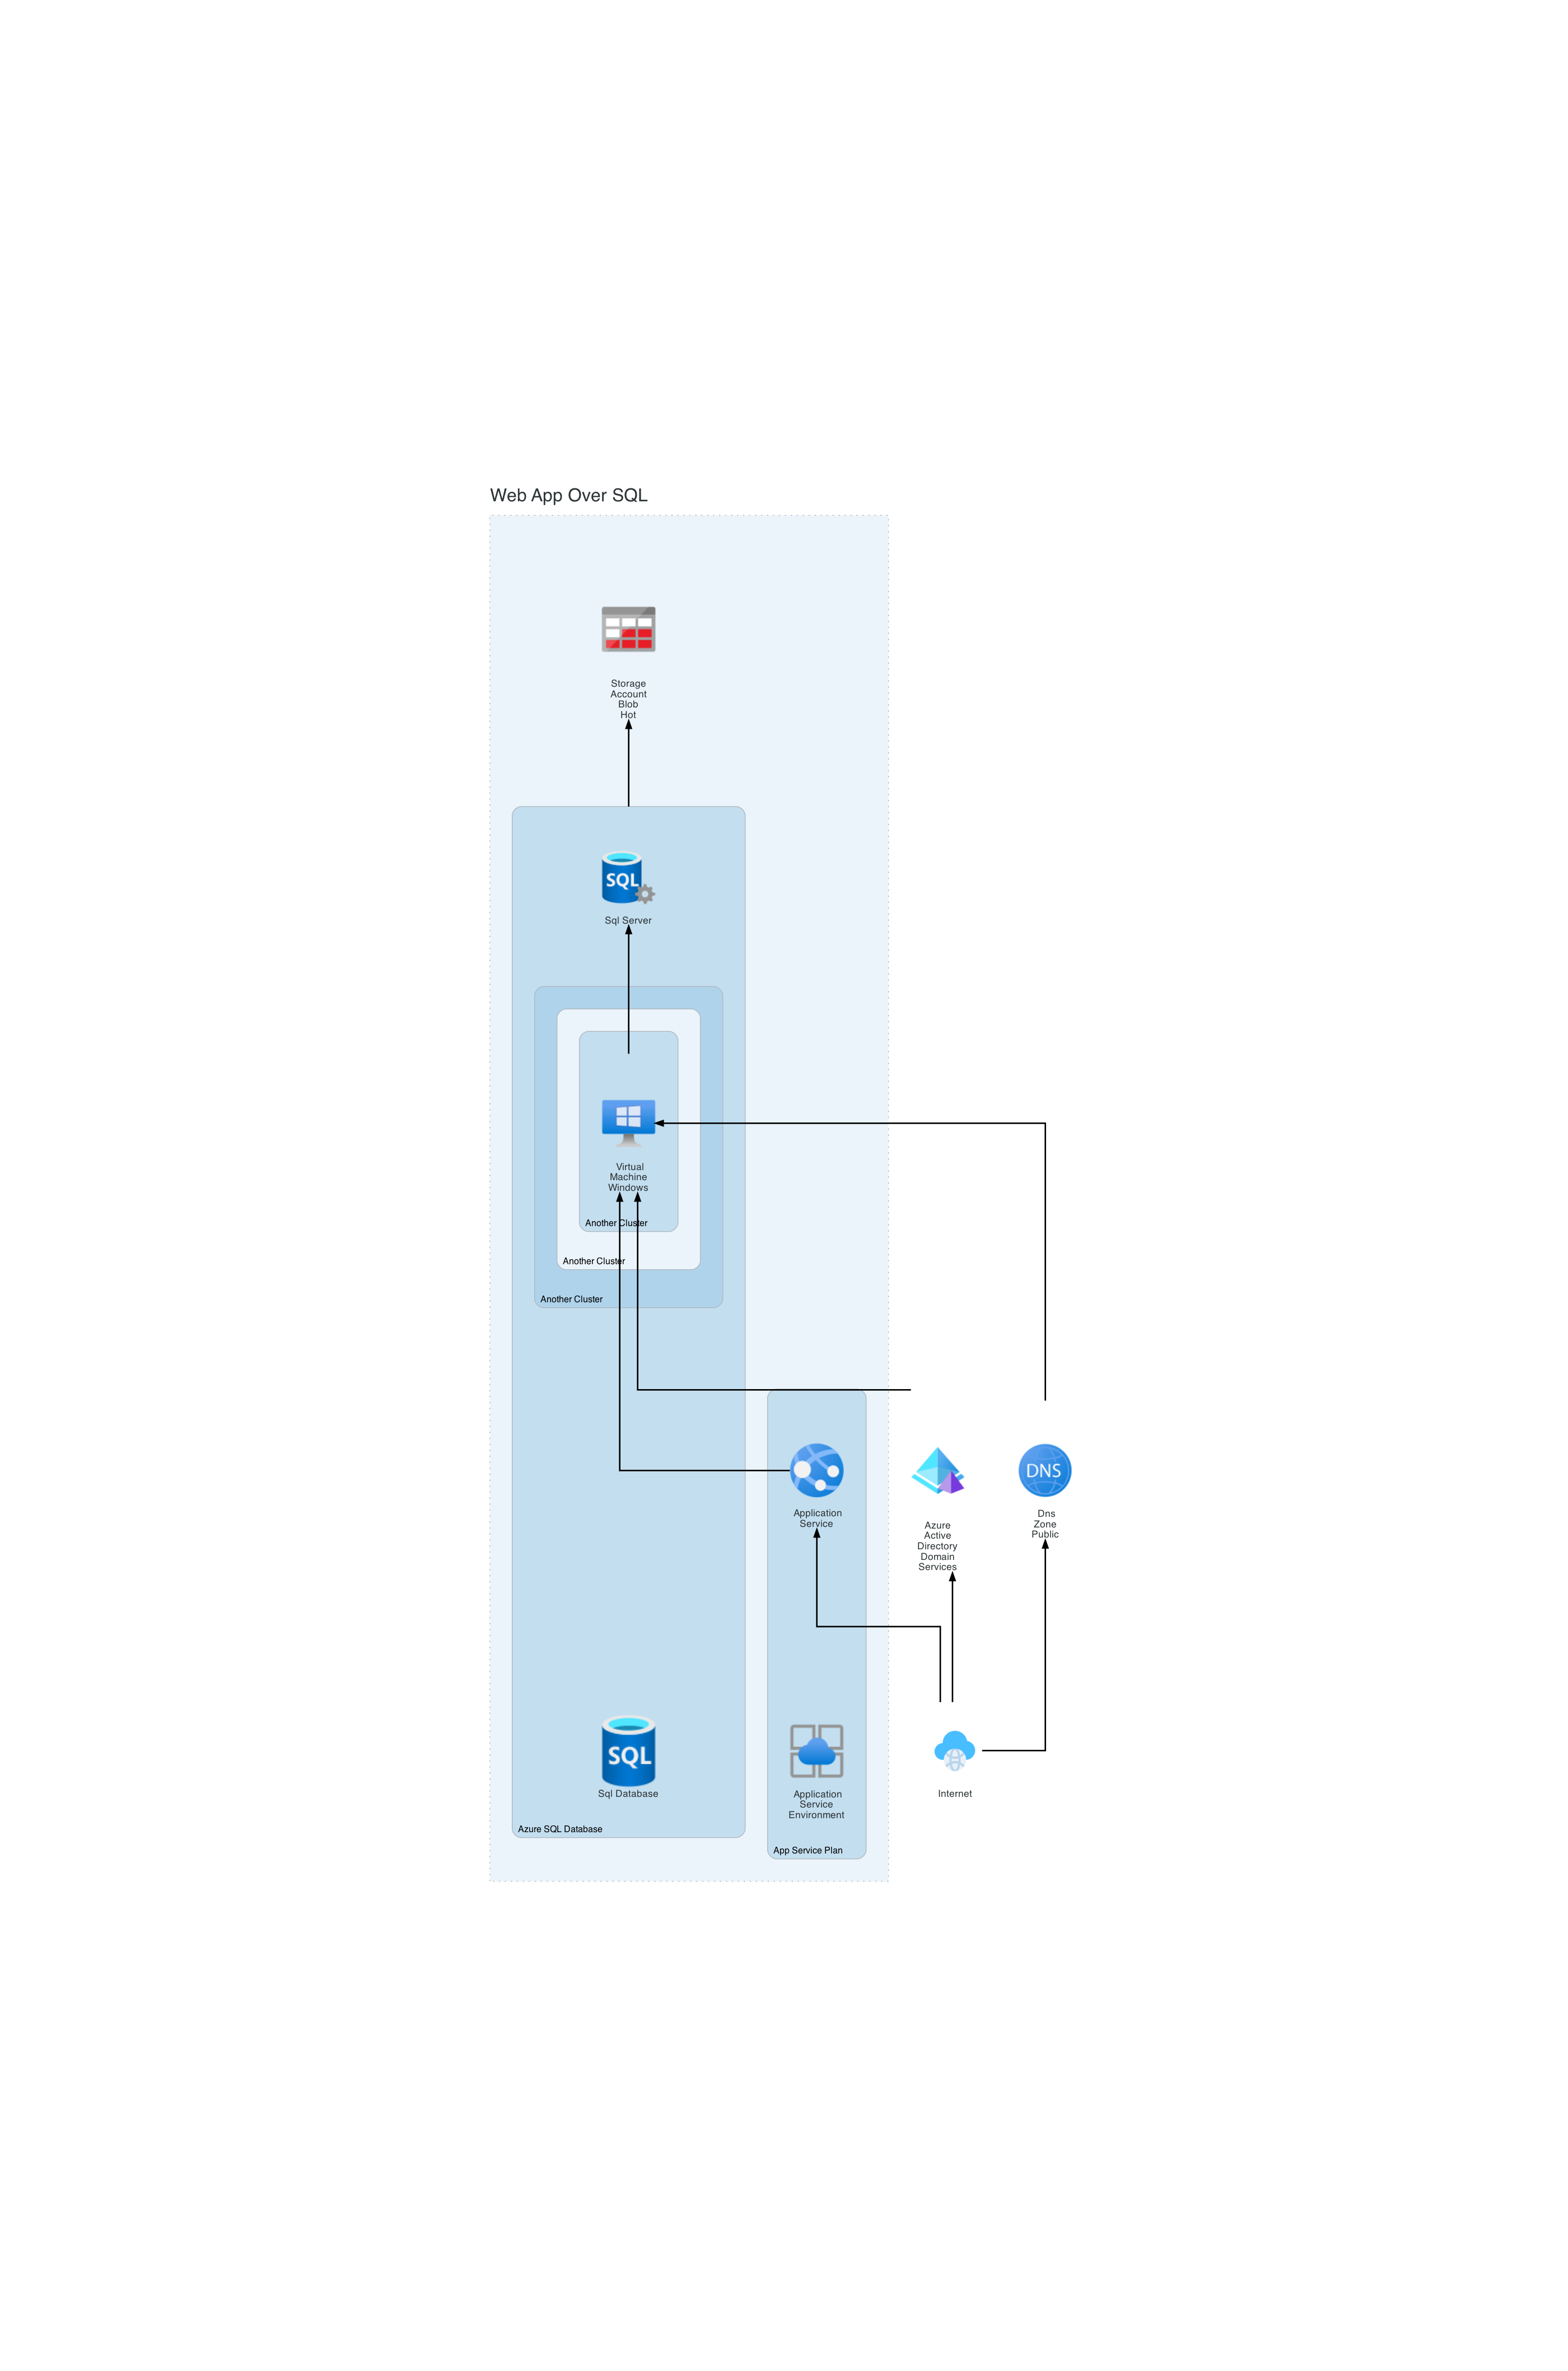 Web App Over SQL
Storage
Account
Blob
Hot
SQL
Sql Server
Virtual
Machine
Windows
Another Cluster
Another Cluster
Another Cluster
Application
Service
Azure
Active
Directory
Domain
Services
DNS
Dns
Zone
Public
SQL
Sql Database
Application
Service
Environment
Internet
Azure SQL Database
App Service Plan